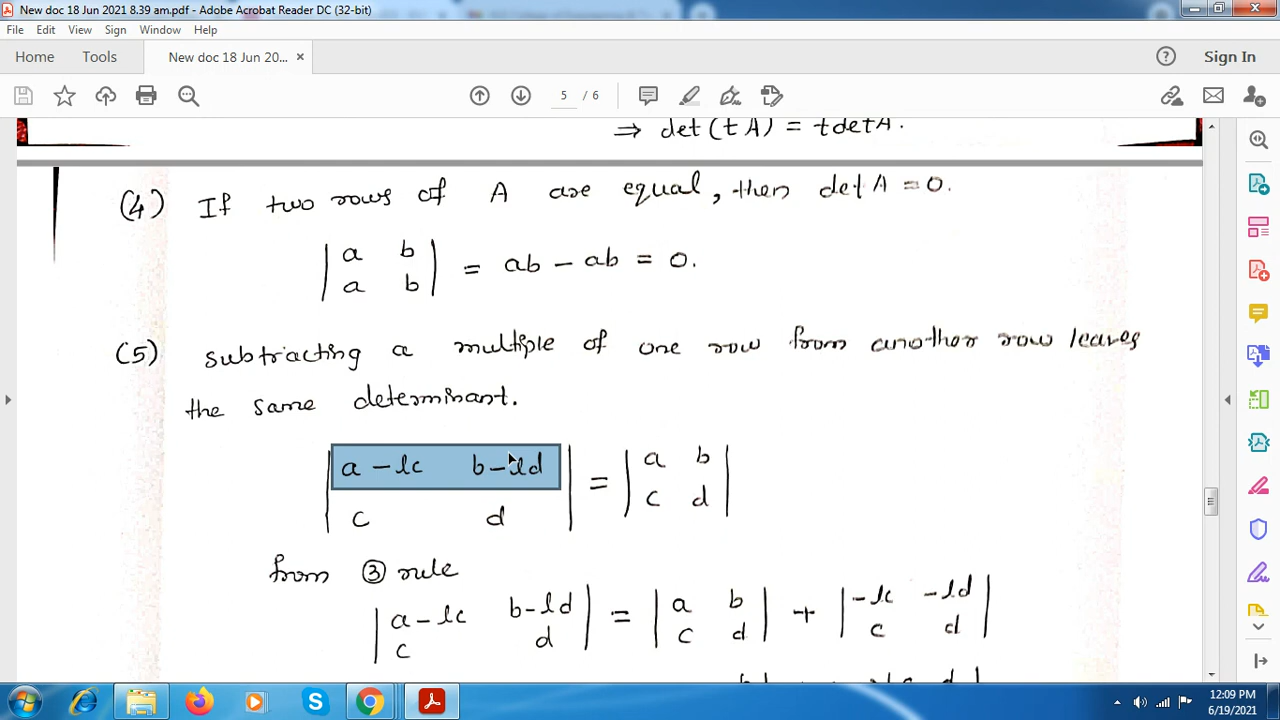 New doc 18 Jun 2021 8.39 am.pdf - Adobe Acrobat Reader DC (32-bit)
File Edit View Sign Window Help
Home Tools New doc 18 Jun 20... × Sign In
5 / 6
⇒ det(tA) = tdetA.
(4) If two rows of A are equal, then detA = 0.
| a b |
| a b | = ab - ab = 0.
(5) subtracting a multiple of one row from another row leaves
the same determinant.
| a - lc b - ld | = | a b |
| c d | | c d |
from ③ rule
| a - lc b - ld | = | a b | + | -lc -ld |
| c d | | c d | | c d |
12:09 PM
6/19/2021